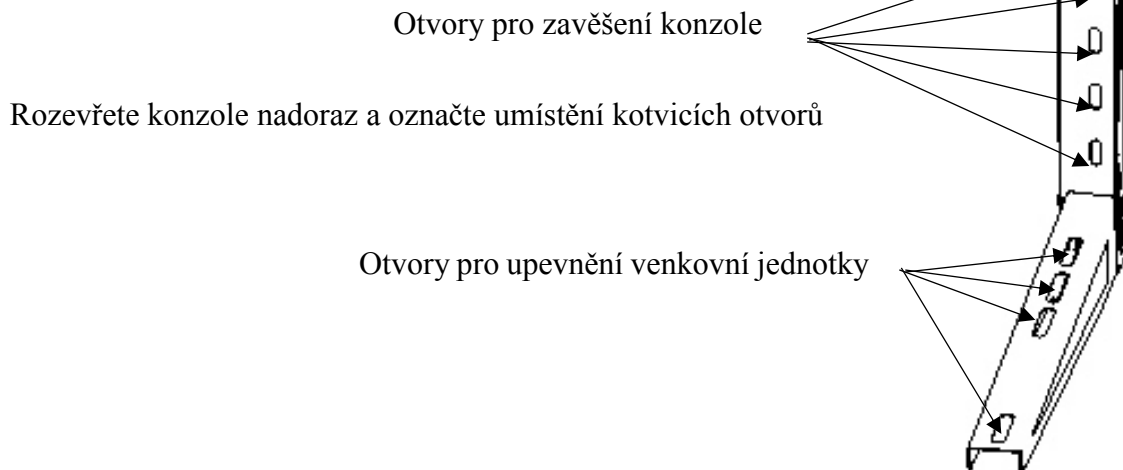 Otvory pro zavěšení konzole
Rozevřete konzole nadoraz a označte umístění kotvicích otvorů
Otvory pro upevnění venkovní jednotky